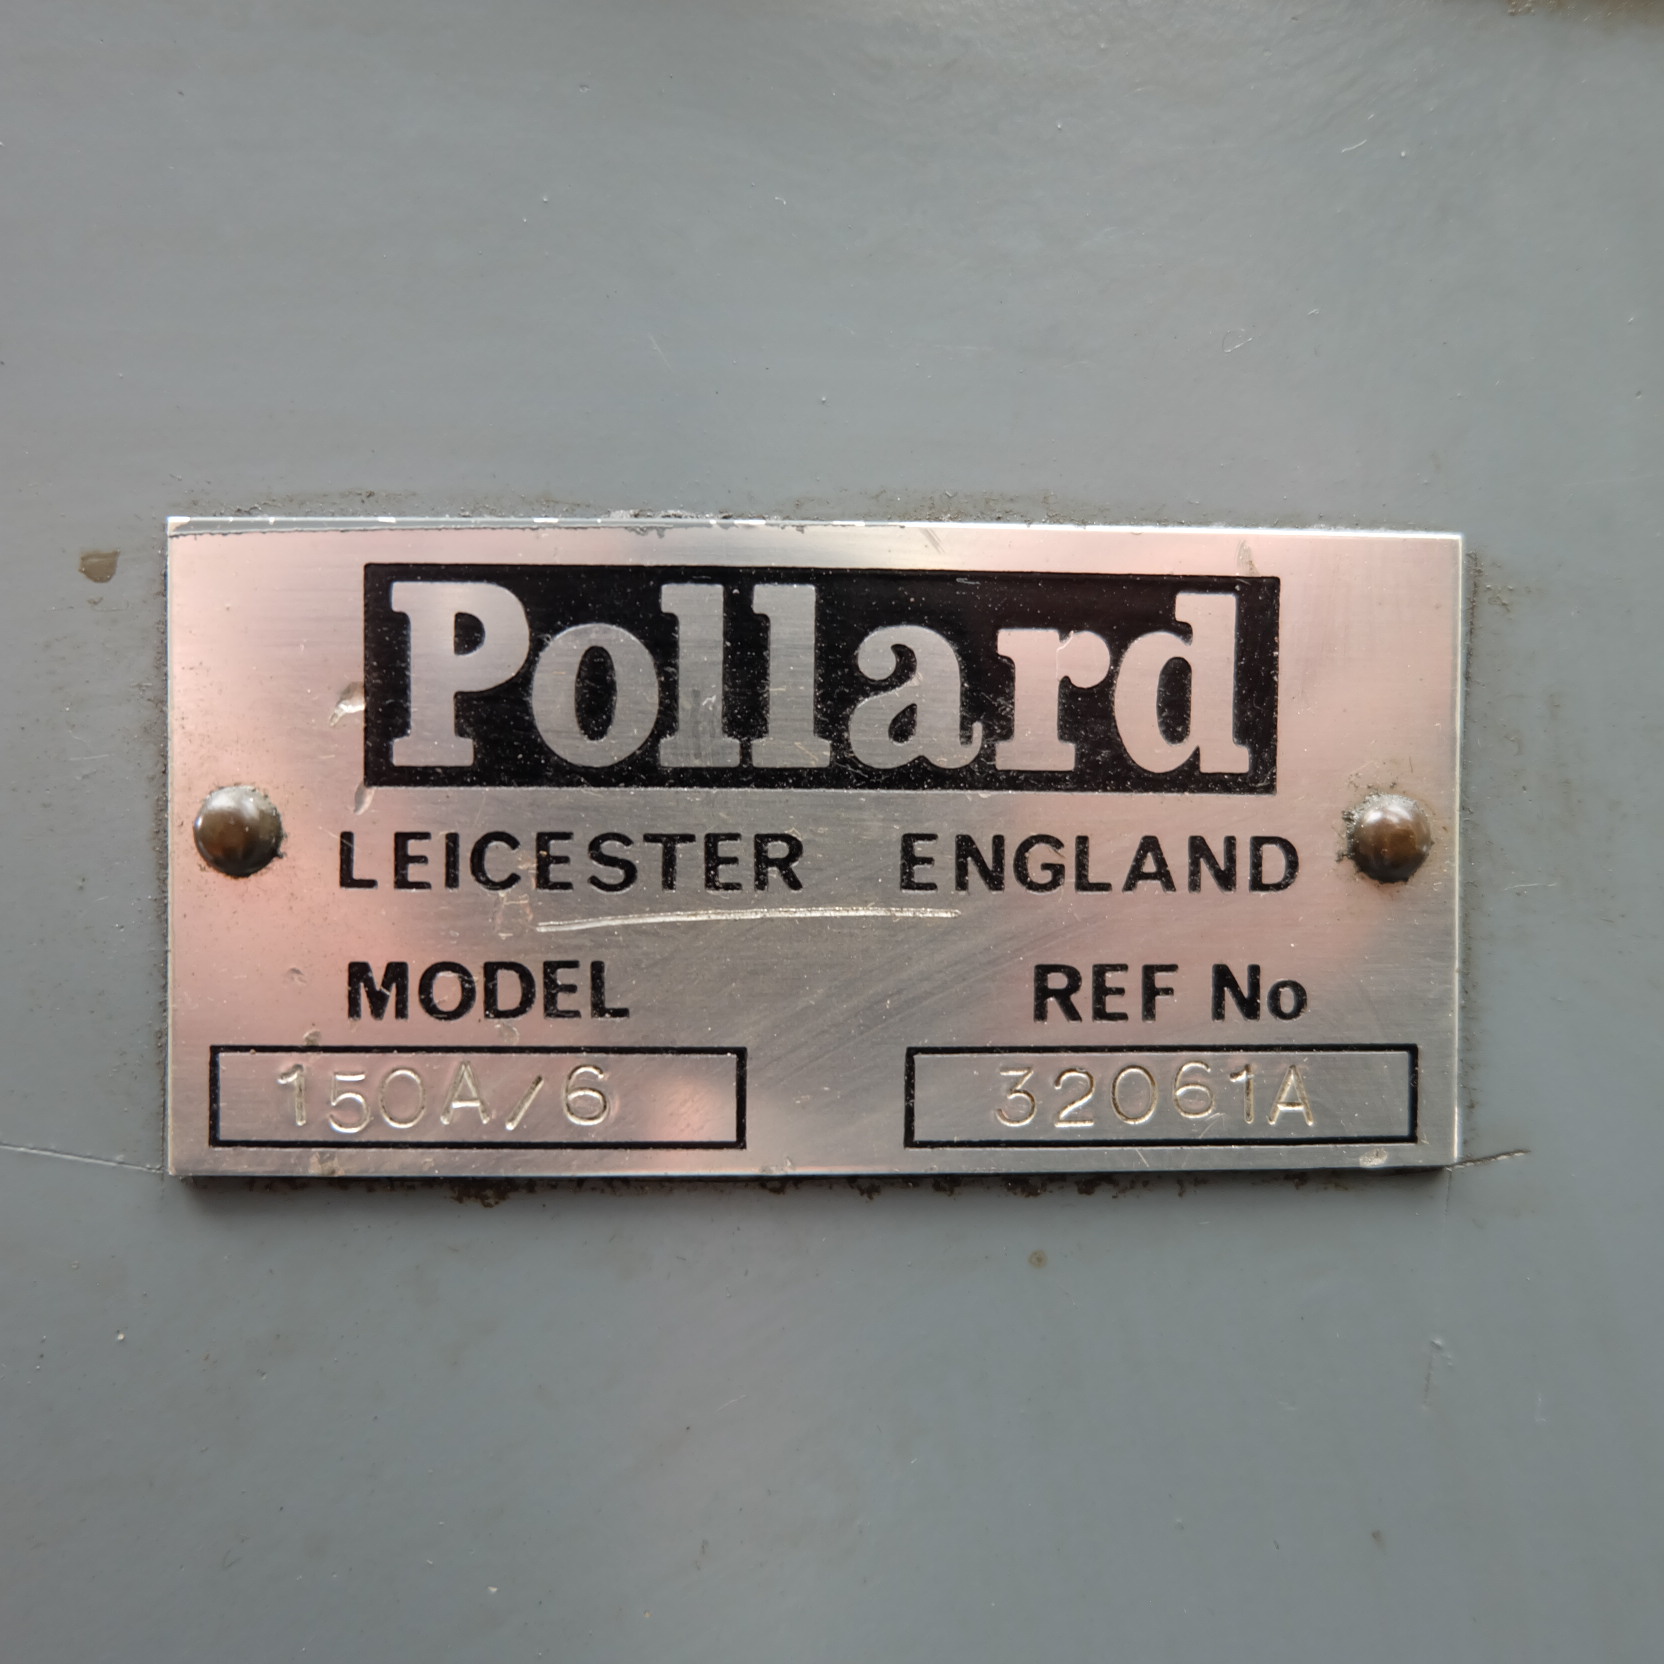 Pollard
LEICESTER ENGLAND
MODEL REF No
150A/6 32061A